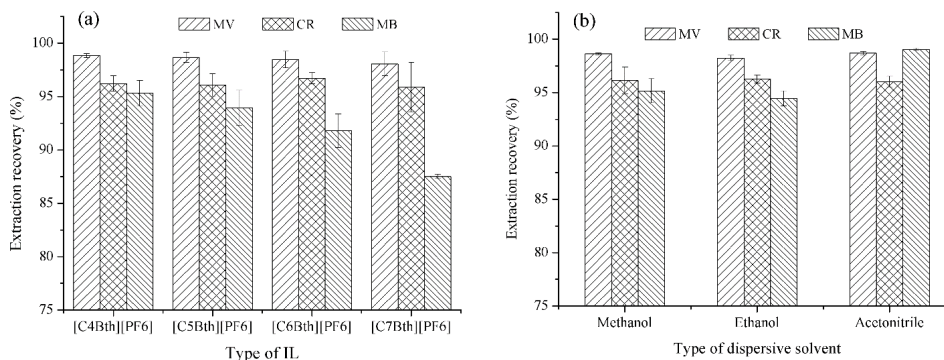 (a)
MV CR MB
100
95
90
85
80
75
Extraction recovery (%)
[C4Bth][PF6] [C5Bth][PF6] [C6Bth][PF6] [C7Bth][PF6]
Type of IL
(b)
MV CR MB
100
95
90
85
80
75
Extraction recovery (%)
Methanol Ethanol Acetonitrile
Type of dispersive solvent